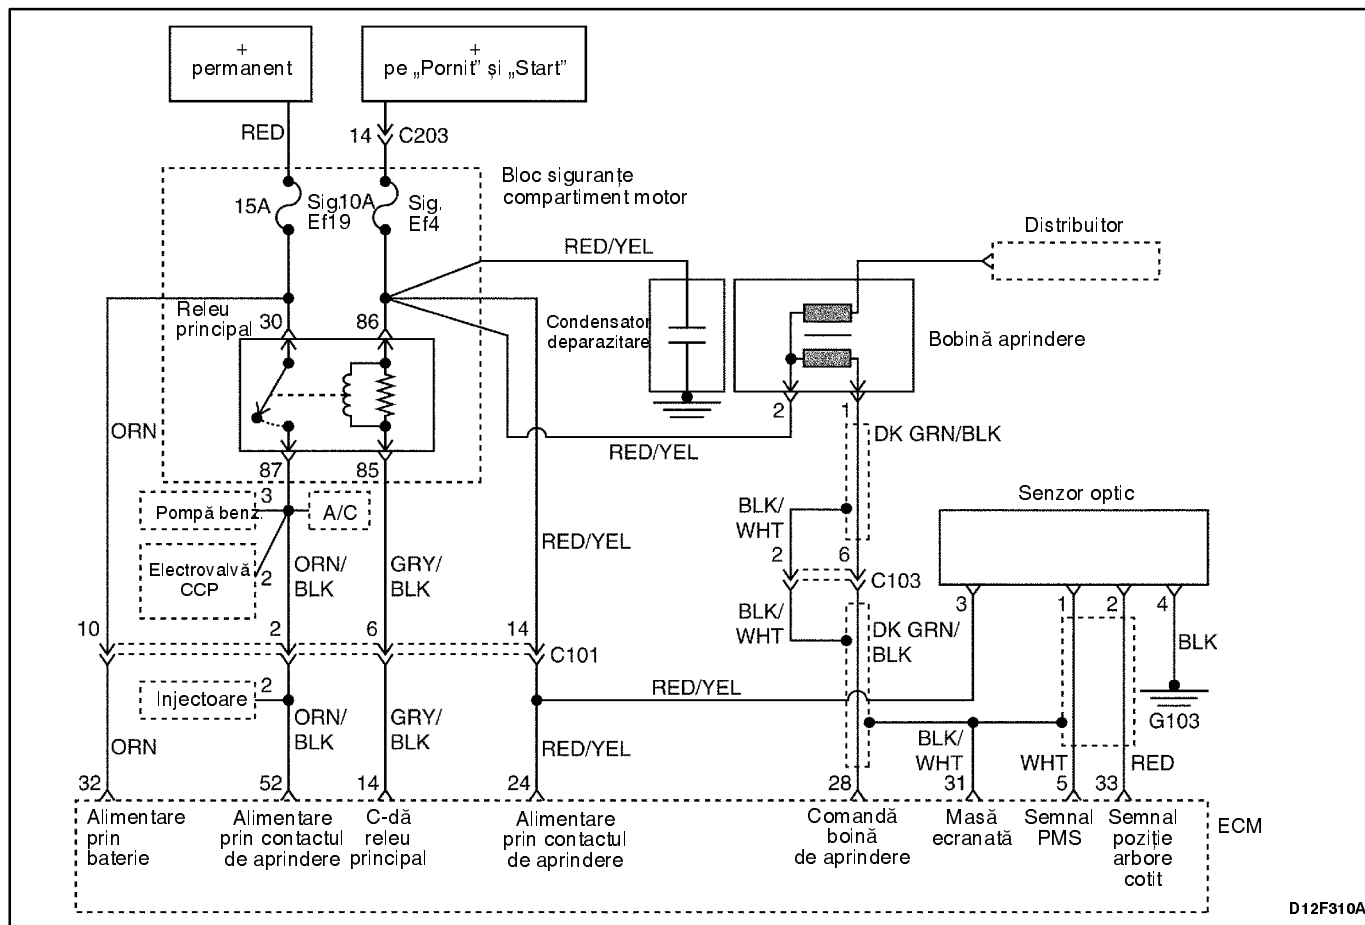 +
permanent
+
pe „Pornit” și „Start”
RED
14
C203
Bloc siguranțe
compartiment motor
15A
Sig.
Ef19
10A
Sig.
Ef4
RED/YEL
Distribuitor
Releu
principal
30
86
Condensator
deparazitare
Bobină aprindere
2
1
ORN
RED/YEL
DK GRN/BLK
87
85
3
Pompă benz.
A/C
Senzor optic
BLK/
WHT
RED/YEL
Electrovalvă
CCP
2
ORN/
BLK
GRY/
BLK
2
6
C103
3
1
2
4
BLK/
WHT
DK GRN/
BLK
BLK
10
2
6
14
C101
RED/YEL
Injectoare
2
G103
ORN
ORN/
BLK
GRY/
BLK
RED/YEL
BLK/
WHT
WHT
RED
32
52
14
24
28
31
5
33
Alimentare
prin
baterie
Alimentare
prin contactul
de aprindere
C-dă
releu
principal
Alimentare
prin contactul
de aprindere
Comandă
boină
de aprindere
Masă
ecranată
Semnal
PMS
Semnal
poziție
arbore
cotit
ECM
D12F310A